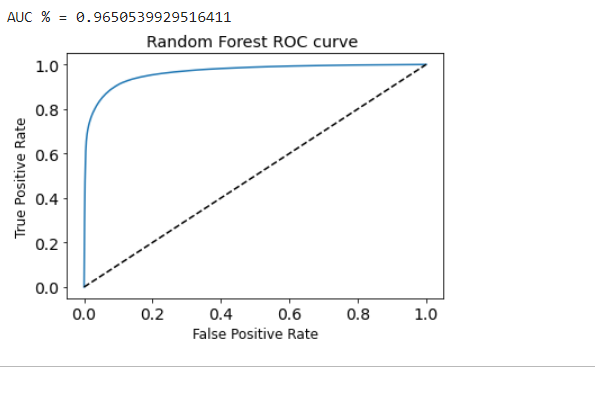 AUC % = 0.9650539929516411
Random Forest ROC curve
1.0
0.8
0.6
0.4
0.2
0.0
True Positive Rate
0.0 0.2 0.4 0.6 0.8 1.0
False Positive Rate